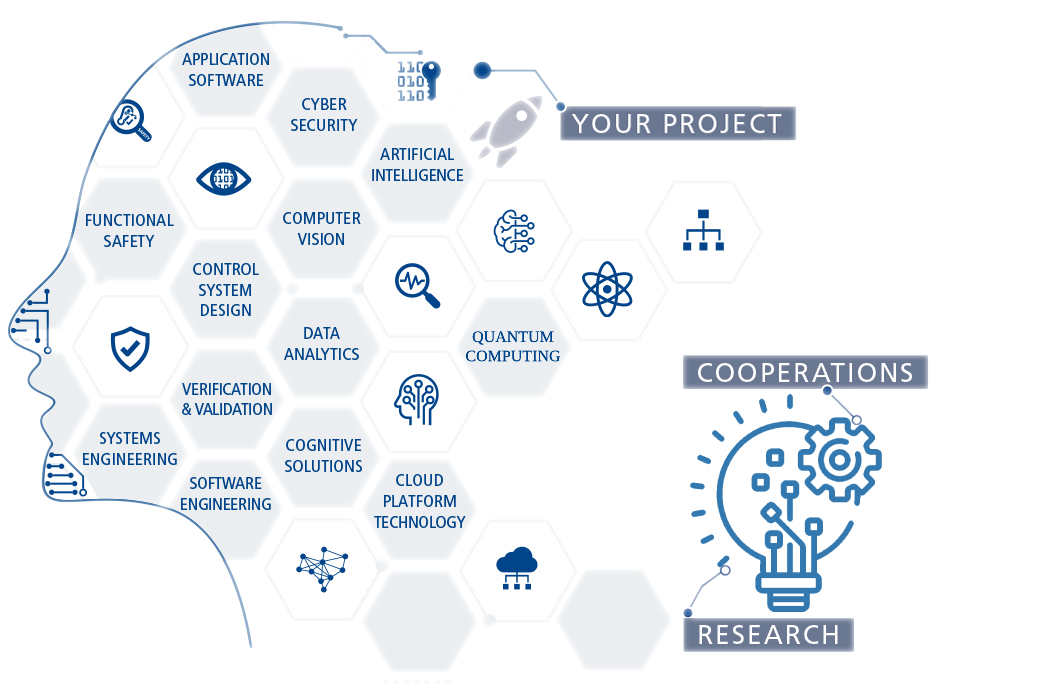 APPLICATION
SOFTWARE
CYBER
SECURITY
110
010
110
YOUR PROJECT
ARTIFICIAL
INTELLIGENCE
FUNCTIONAL
SAFETY
COMPUTER
VISION
CONTROL
SYSTEM
DESIGN
DATA
ANALYTICS
QUANTUM
COMPUTING
VERIFICATION
& VALIDATION
COOPERATIONS
SYSTEMS
ENGINEERING
COGNITIVE
SOLUTIONS
SOFTWARE
ENGINEERING
CLOUD
PLATFORM
TECHNOLOGY
RESEARCH